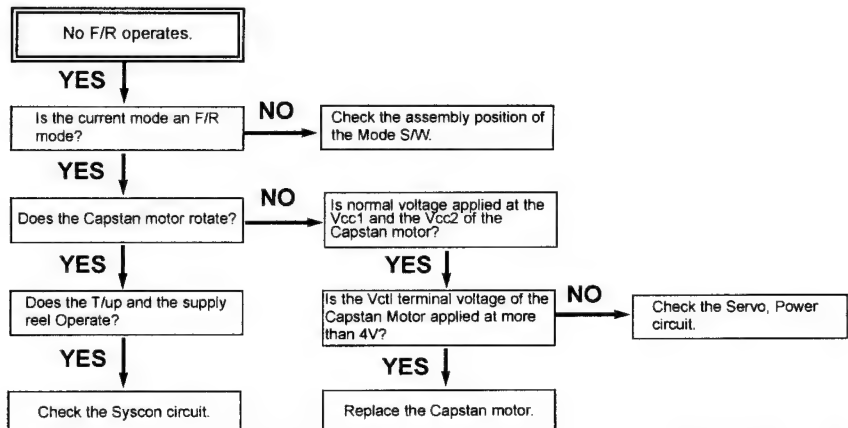 No F/R operates.
YES
Is the current mode an F/R
mode?
NO
Check the assembly position of
the Mode S/W.
YES
Does the Capstan motor rotate?
NO
Is normal voltage applied at the
Vcc1 and the Vcc2 of the
Capstan motor?
YES
YES
Does the T/up and the supply
reel Operate?
Is the Vctl terminal voltage of the
Capstan Motor applied at more
than 4V?
NO
Check the Servo, Power
circuit.
YES
YES
Check the Syscon circuit.
Replace the Capstan motor.